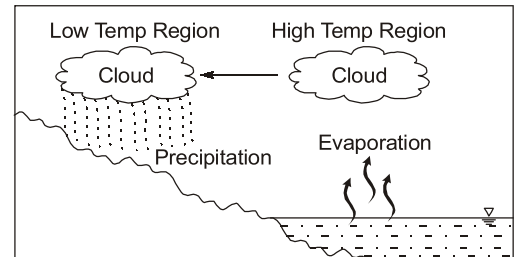 Low Temp Region High Temp Region
Cloud Cloud
Evaporation
Precipitation